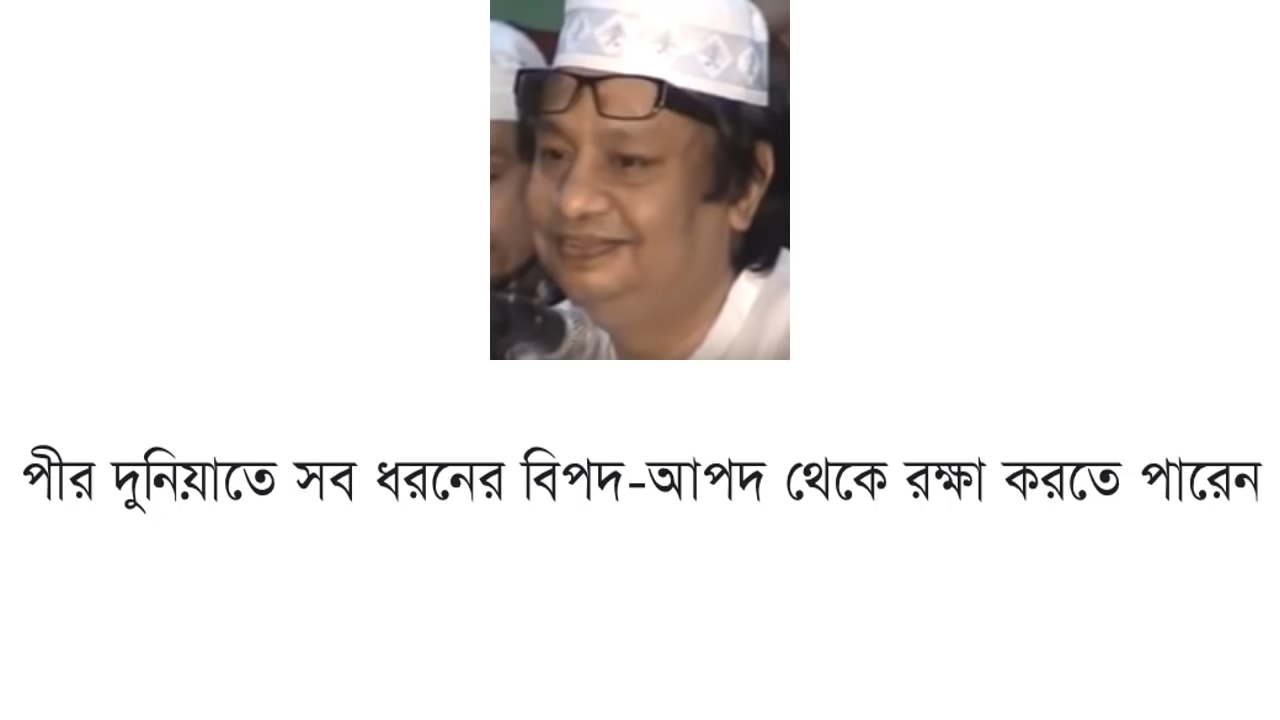 পীর দুনিয়াতে সব ধরনের বিপদ-আপদ থেকে রক্ষা করতে পারেন